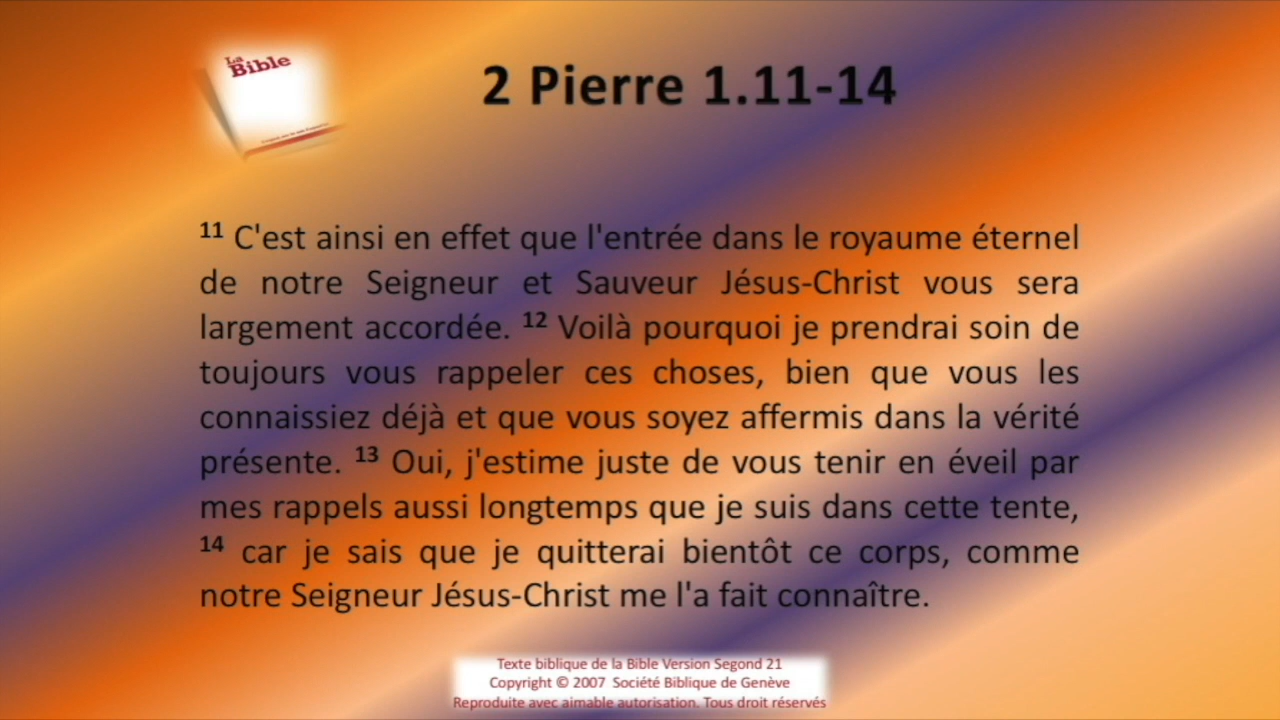 La
Bible
2 Pierre 1.11-14
11 C'est ainsi en effet que l'entrée dans le royaume éternel
de notre Seigneur et Sauveur Jésus-Christ vous sera
largement accordée. 12 Voilà pourquoi je prendrai soin de
toujours vous rappeler ces choses, bien que vous les
connaissiez déjà et que vous soyez affermis dans la vérité
présente. 13 Oui, j'estime juste de vous tenir en éveil par
mes rappels aussi longtemps que je suis dans cette tente,
14 car je sais que je quitterai bientôt ce corps, comme
notre Seigneur Jésus-Christ me l'a fait connaître.
Texte biblique de la Bible Version Segond 21
Copyright © 2007 Société Biblique de Genève
Reproduite avec aimable autorisation. Tous droit réservés